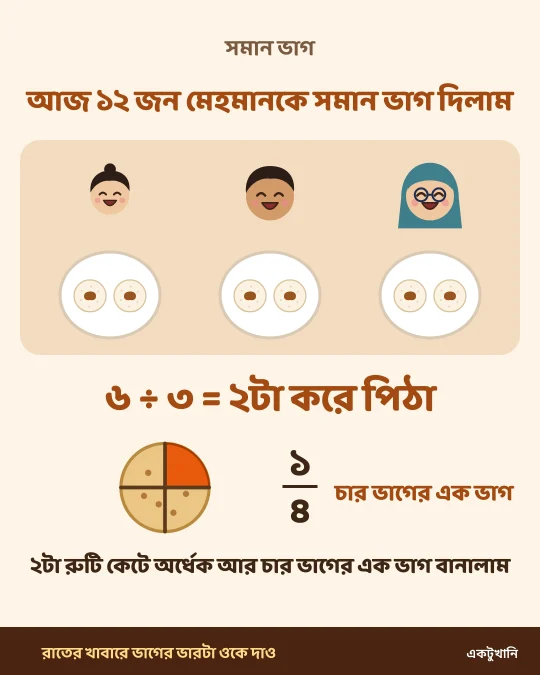 সমান ভাগ
আজ ১২ জন মেহমানকে সমান ভাগ দিলাম
৬ ÷ ৩ = ২টা করে পিঠা
১
৪
চার ভাগের এক ভাগ
২টা রুটি কেটে অর্ধেক আর চার ভাগের এক ভাগ বানালাম
রাতের খাবারে ভাগের ভারটা ওকে দাও
একটুখানি